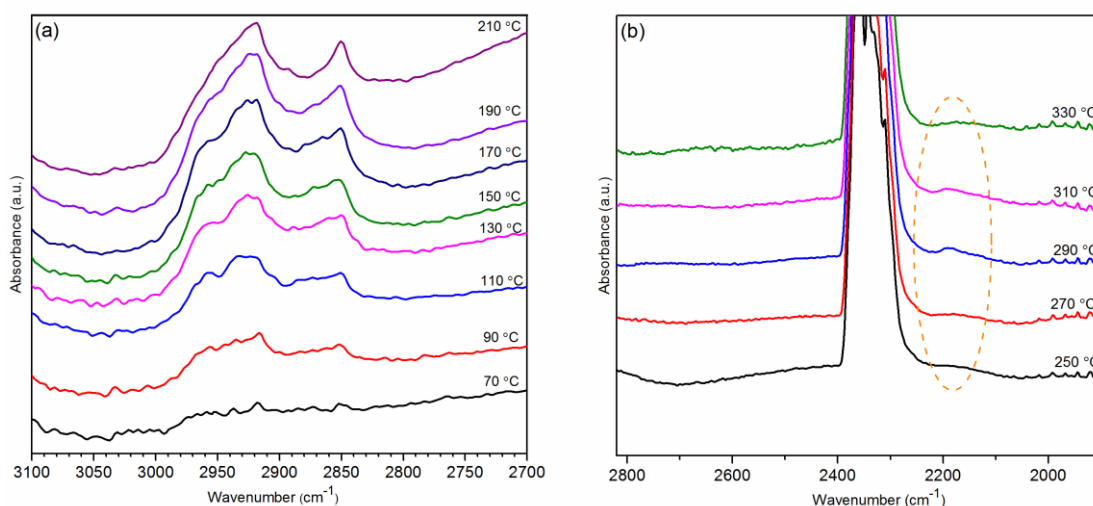 (a)
210 °C
190 °C
170 °C
150 °C
130 °C
110 °C
90 °C
70 °C
Absorbance (a.u.)
3100 3050 3000 2950 2900 2850 2800 2750 2700
Wavenumber (cm-1)
(b)
330 °C
310 °C
290 °C
270 °C
250 °C
Absorbance (a.u.)
2800 2600 2400 2200 2000
Wavenumber (cm-1)